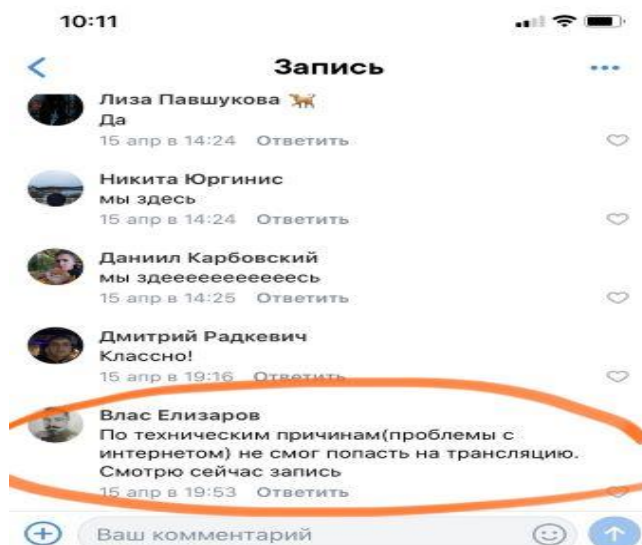 10:11
Запись
Лиза Павшукова
Да
15 апр в 14:24 Ответить
Никита Юргинис
мы здесь
15 апр в 14:24 Ответить
Даниил Карбовский
мы здеееееееееееесь
15 апр в 14:25 Ответить
Дмитрий Радкевич
Классно!
15 апр в 19:16 Ответить
Влас Елизаров
По техническим причинам(проблемы с
интернетом) не смог попасть на трансляцию.
Смотрю сейчас запись
15 апр в 19:53 Ответить
Ваш комментарий